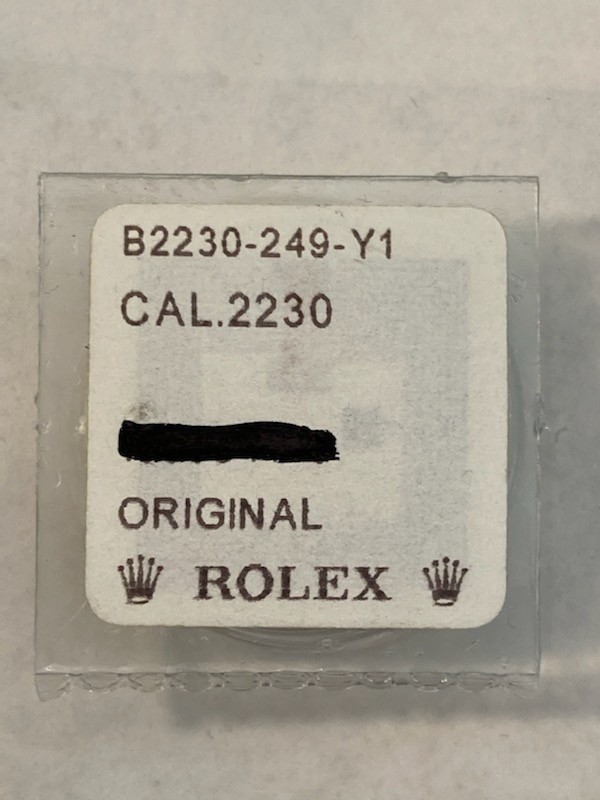 B2230-249-Y1
CAL.2230
ORIGINAL
ROLEX